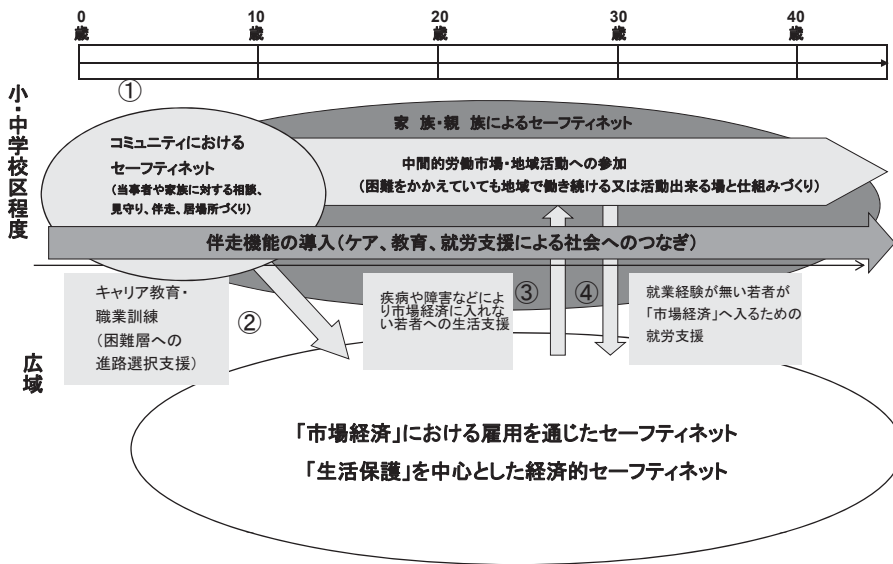 0
歳
10
歳
20
歳
30
歳
40
歳
小・中学校区程度
①
家 族・親 族によるセーフティネット
コミュニティにおける
セーフティネット
(当事者や家族に対する相談、
見守り、伴走、居場所づくり)
中間的労働市場・地域活動への参加
(困難をかかえていても地域で働き続ける又は活動出来る場と仕組みづくり)
伴走機能の導入(ケア、教育、就労支援による社会へのつなぎ)
キャリア教育・
職業訓練
(困難層への
進路選択支援)
②
疾病や障害などによ
り市場経済に入れな
い若者への生活支援
③
④
就業経験が無い若者が
「市場経済」へ入るための
就労支援
広域
「市場経済」における雇用を通じたセーフティネット
「生活保護」を中心とした経済的セーフティネット